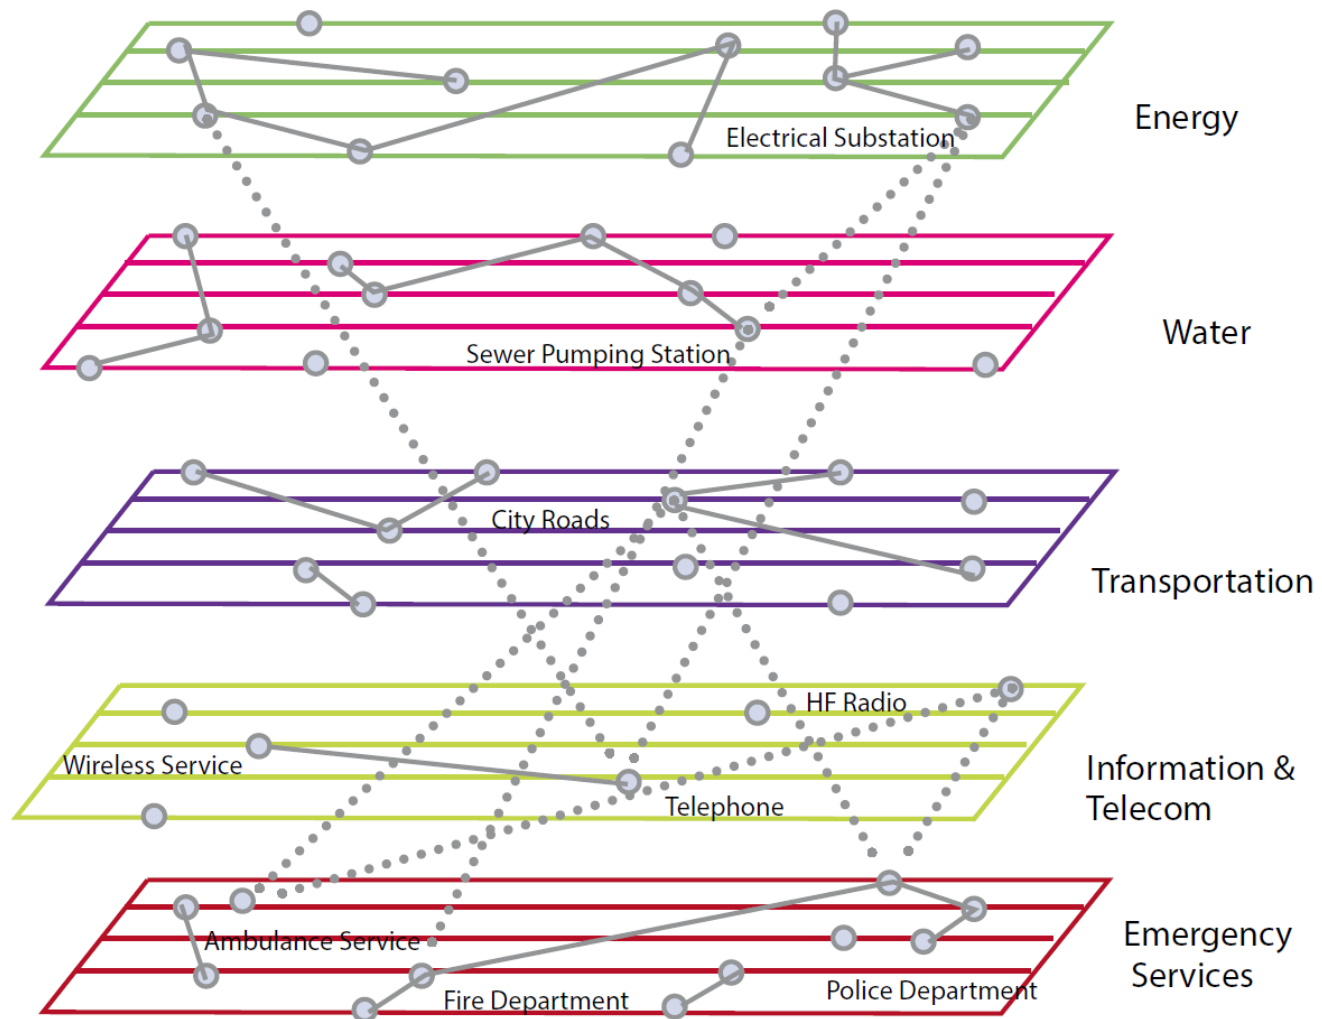 Energy
Electrical Substation
Water
Sewer Pumping Station
City Roads
Transportation
HF Radio
Wireless Service
Information &
Telecom
Telephone
Emergency
Services
Ambulance Service
Fire Department
Police Department